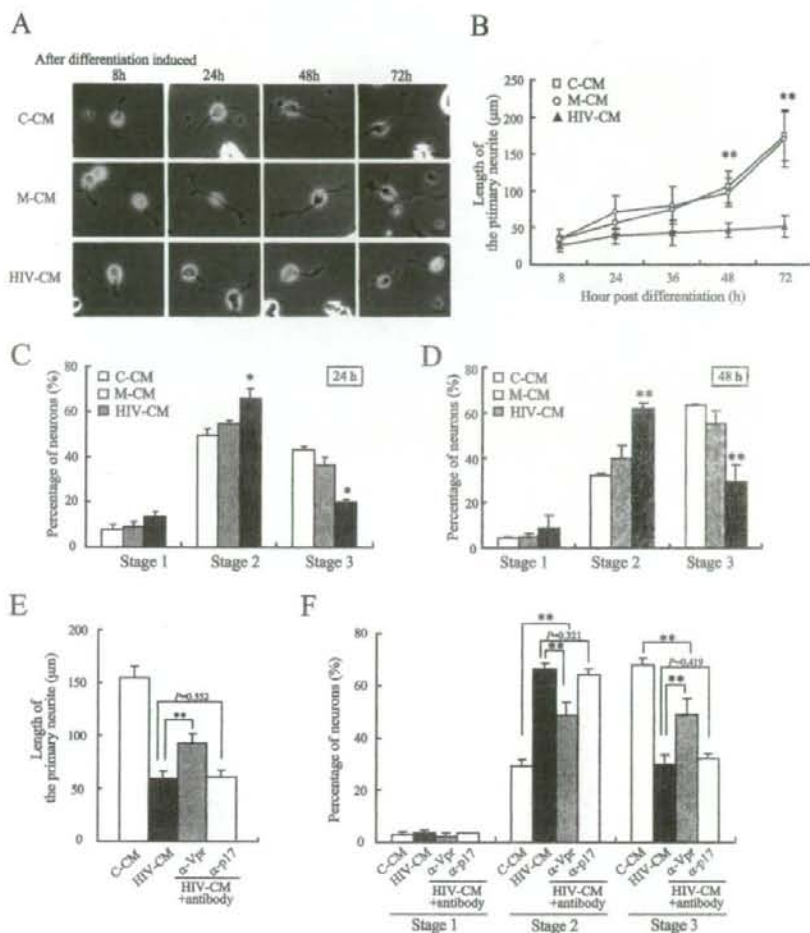 A
After differentiation induced
8h 24h 48h 72h
C-CM
M-CM
HIV-CM
B
C-CM
M-CM
HIV-CM
Length of
the primary neurite (μm)
250
200
150
100
50
0
**
**
8 24 36 48 72
Hour post differentiation (h)
C
C-CM
M-CM
HIV-CM
24 h
Percentage of neurons (%)
80
60
40
20
0
*
*
Stage 1 Stage 2 Stage 3
D
C-CM
M-CM
HIV-CM
48 h
Percentage of neurons (%)
80
60
40
20
0
**
**
Stage 1 Stage 2 Stage 3
E
Length of
the primary neurite (μm)
200
150
100
50
0
**
C-CM HIV-CM α-Vpr α-p17
HIV-CM
+antibody
F
Percentage of neurons (%)
80
60
40
20
0
**
**
**
**
C-CM HIV-CM α-Vpr α-p17 C-CM HIV-CM α-Vpr α-p17 C-CM HIV-CM α-Vpr α-p17
HIV-CM HIV-CM HIV-CM
+antibody +antibody +antibody
Stage 1 Stage 2 Stage 3